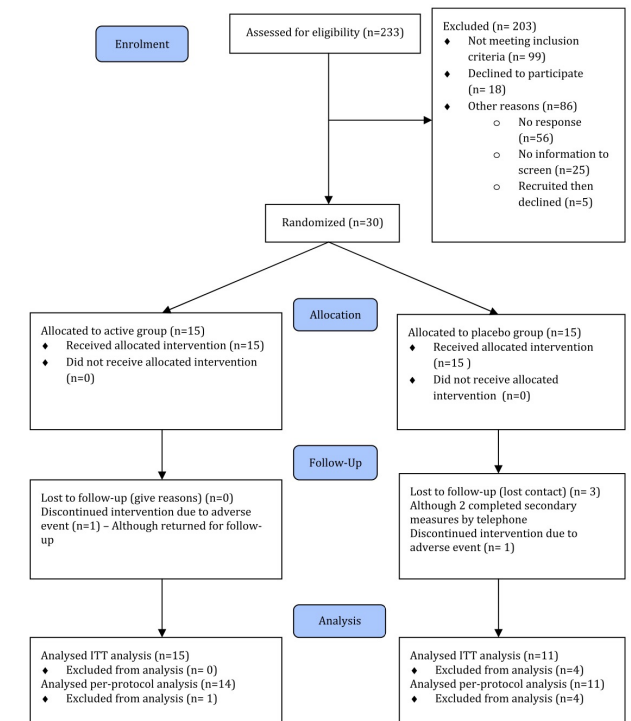 Enrolment
Assessed for eligibility (n=233)
Excluded (n= 203)
♦ Not meeting inclusion
criteria (n= 99)
♦ Declined to participate
(n= 18)
♦ Other reasons (n=86)
o No response
(n=56)
o No information to
screen (n=25)
o Recruited then
declined (n=5)
Randomized (n=30)
Allocation
Allocated to active group (n=15)
♦ Received allocated intervention (n=15)
♦ Did not receive allocated intervention
(n=0)
Allocated to placebo group (n=15)
♦ Received allocated intervention
(n=15 )
♦ Did not receive allocated
intervention (n=0)
Follow-Up
Lost to follow-up (give reasons) (n=0)
Discontinued intervention due to adverse
event (n=1) – Although returned for follow-
up
Lost to follow-up (lost contact) (n= 3)
Although 2 completed secondary
measures by telephone
Discontinued intervention due to
adverse event (n= 1)
Analysis
Analysed ITT analysis (n=15)
♦ Excluded from analysis (n= 0)
Analysed per-protocol analysis (n=14)
♦ Excluded from analysis (n= 1)
Analysed ITT analysis (n=11)
♦ Excluded from analysis (n=4)
Analysed per-protocol analysis (n=11)
♦ Excluded from analysis (n=4)